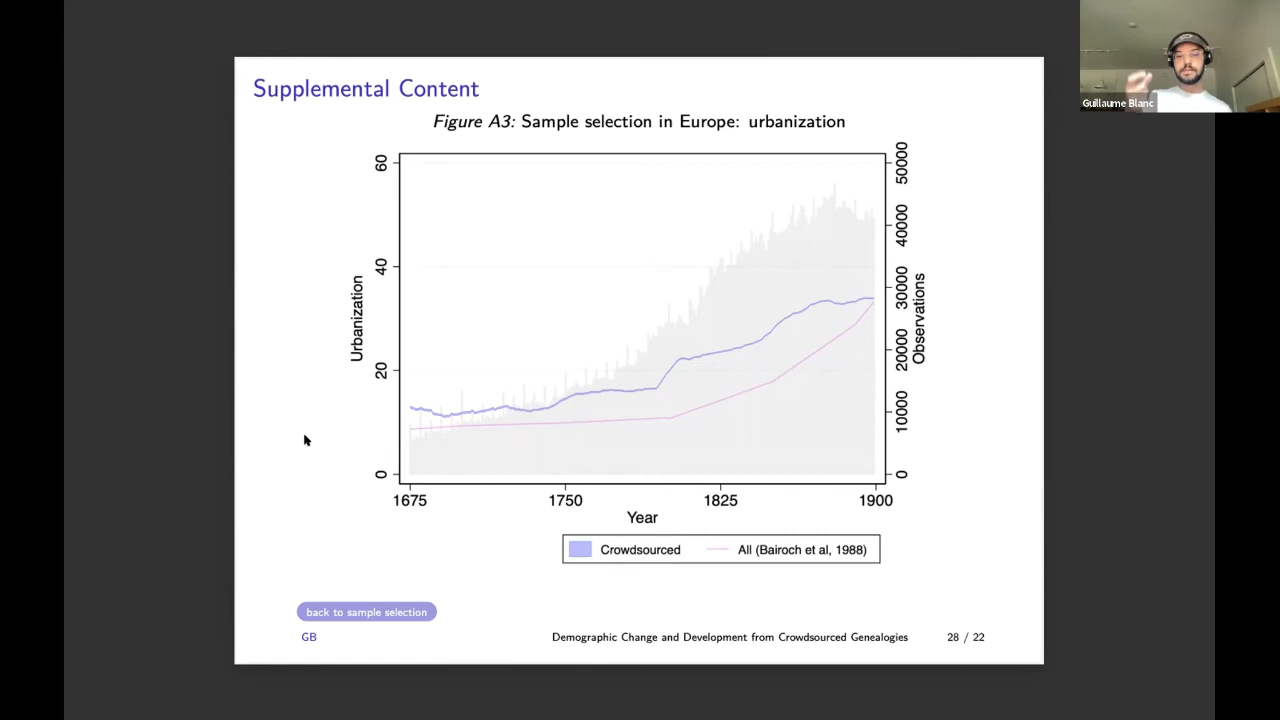 Supplemental Content
Figure A3: Sample selection in Europe: urbanization
60
40
20
0
Urbanization
50000
40000
30000
20000
10000
0
Observations
1675 1750 1825 1900
Year
Crowdsourced All (Bairoch et al, 1988)
back to sample selection
GB Demographic Change and Development from Crowdsourced Genealogies 28 / 22
Guillaume Blanc